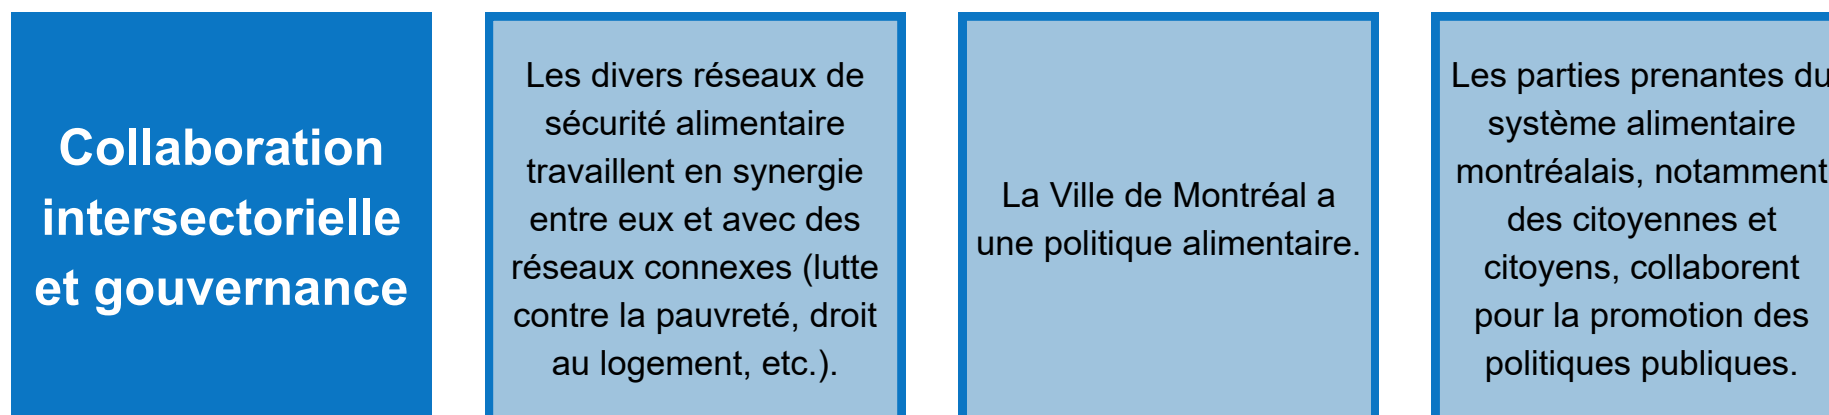 Collaboration
intersectorielle
et gouvernance
Les divers réseaux de
sécurité alimentaire
travaillent en synergie
entre eux et avec des
réseaux connexes (lutte
contre la pauvreté, droit
au logement, etc.).
La Ville de Montréal a
une politique alimentaire.
Les parties prenantes du
système alimentaire
montréalais, notamment
des citoyennes et
citoyens, collaborent
pour la promotion des
politiques publiques.